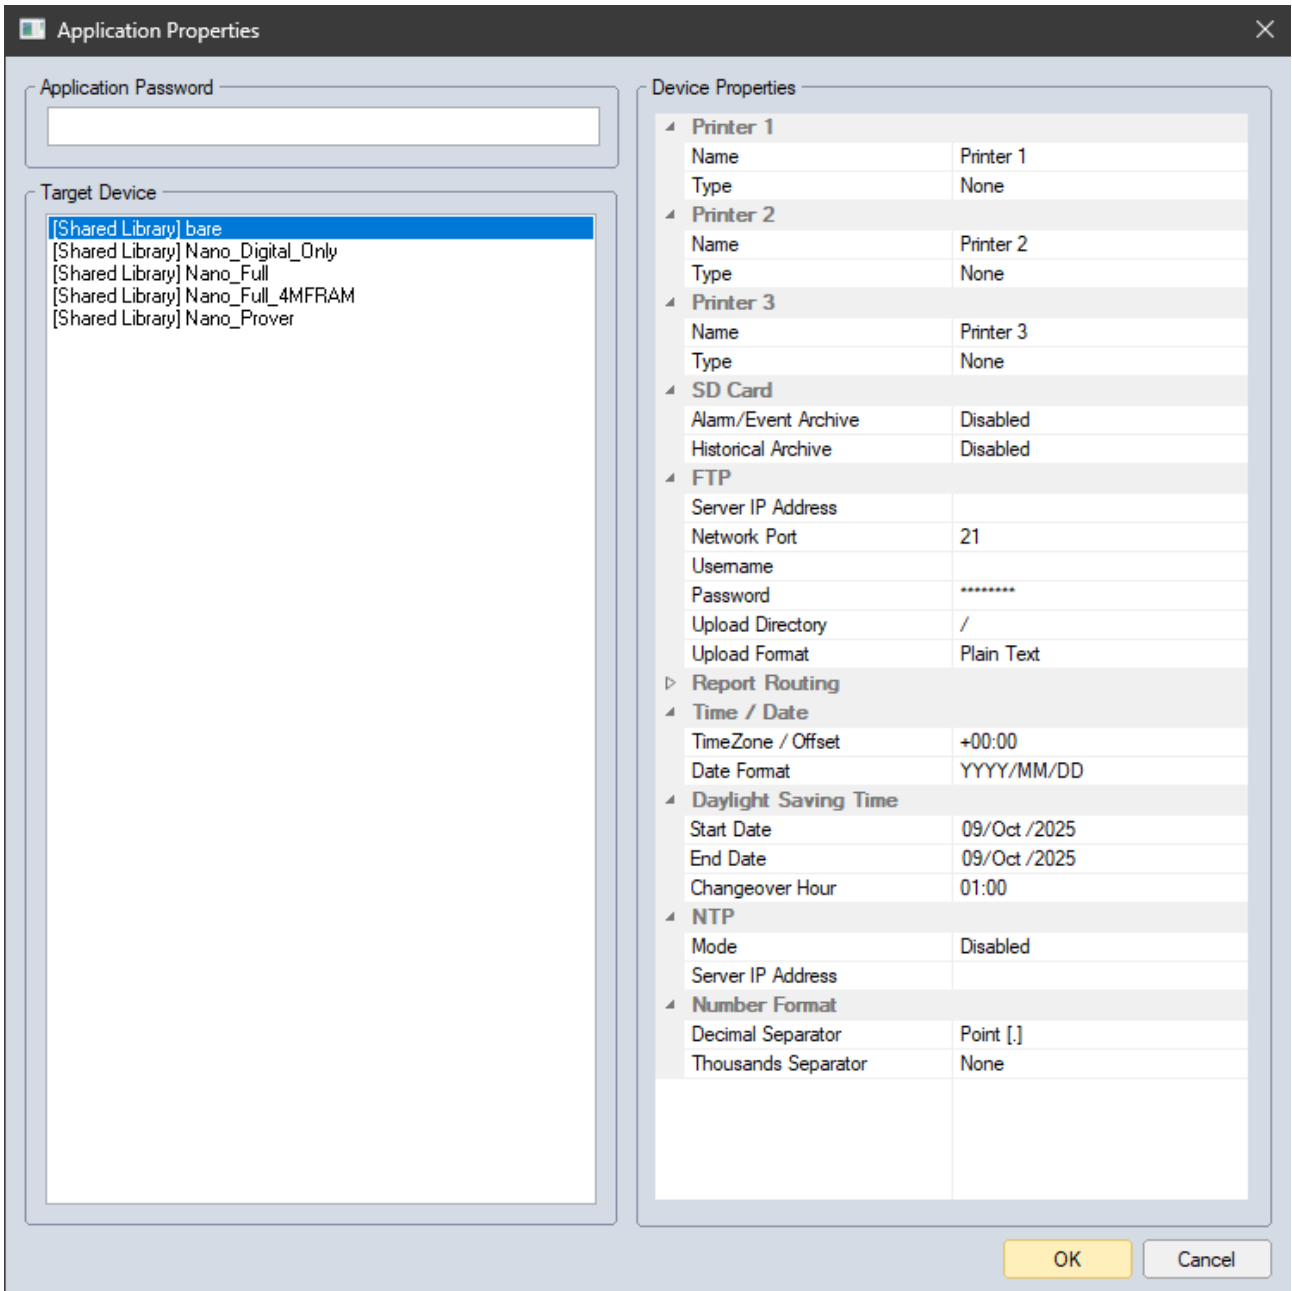 Application Properties
Application Password
Target Device
[Shared Library] bare
[Shared Library] Nano_Digital_Only
[Shared Library] Nano_Full
[Shared Library] Nano_Full_4MFRAM
[Shared Library] Nano_Prover
Device Properties
Printer 1
Name Printer 1
Type None
Printer 2
Name Printer 2
Type None
Printer 3
Name Printer 3
Type None
SD Card
Alarm/Event Archive Disabled
Historical Archive Disabled
FTP
Server IP Address
Network Port 21
Username
Password ********
Upload Directory /
Upload Format Plain Text
Report Routing
Time / Date
TimeZone / Offset +00:00
Date Format YYYY/MM/DD
Daylight Saving Time
Start Date 09/Oct /2025
End Date 09/Oct /2025
Changeover Hour 01:00
NTP
Mode Disabled
Server IP Address
Number Format
Decimal Separator Point [.]
Thousands Separator None
OK Cancel